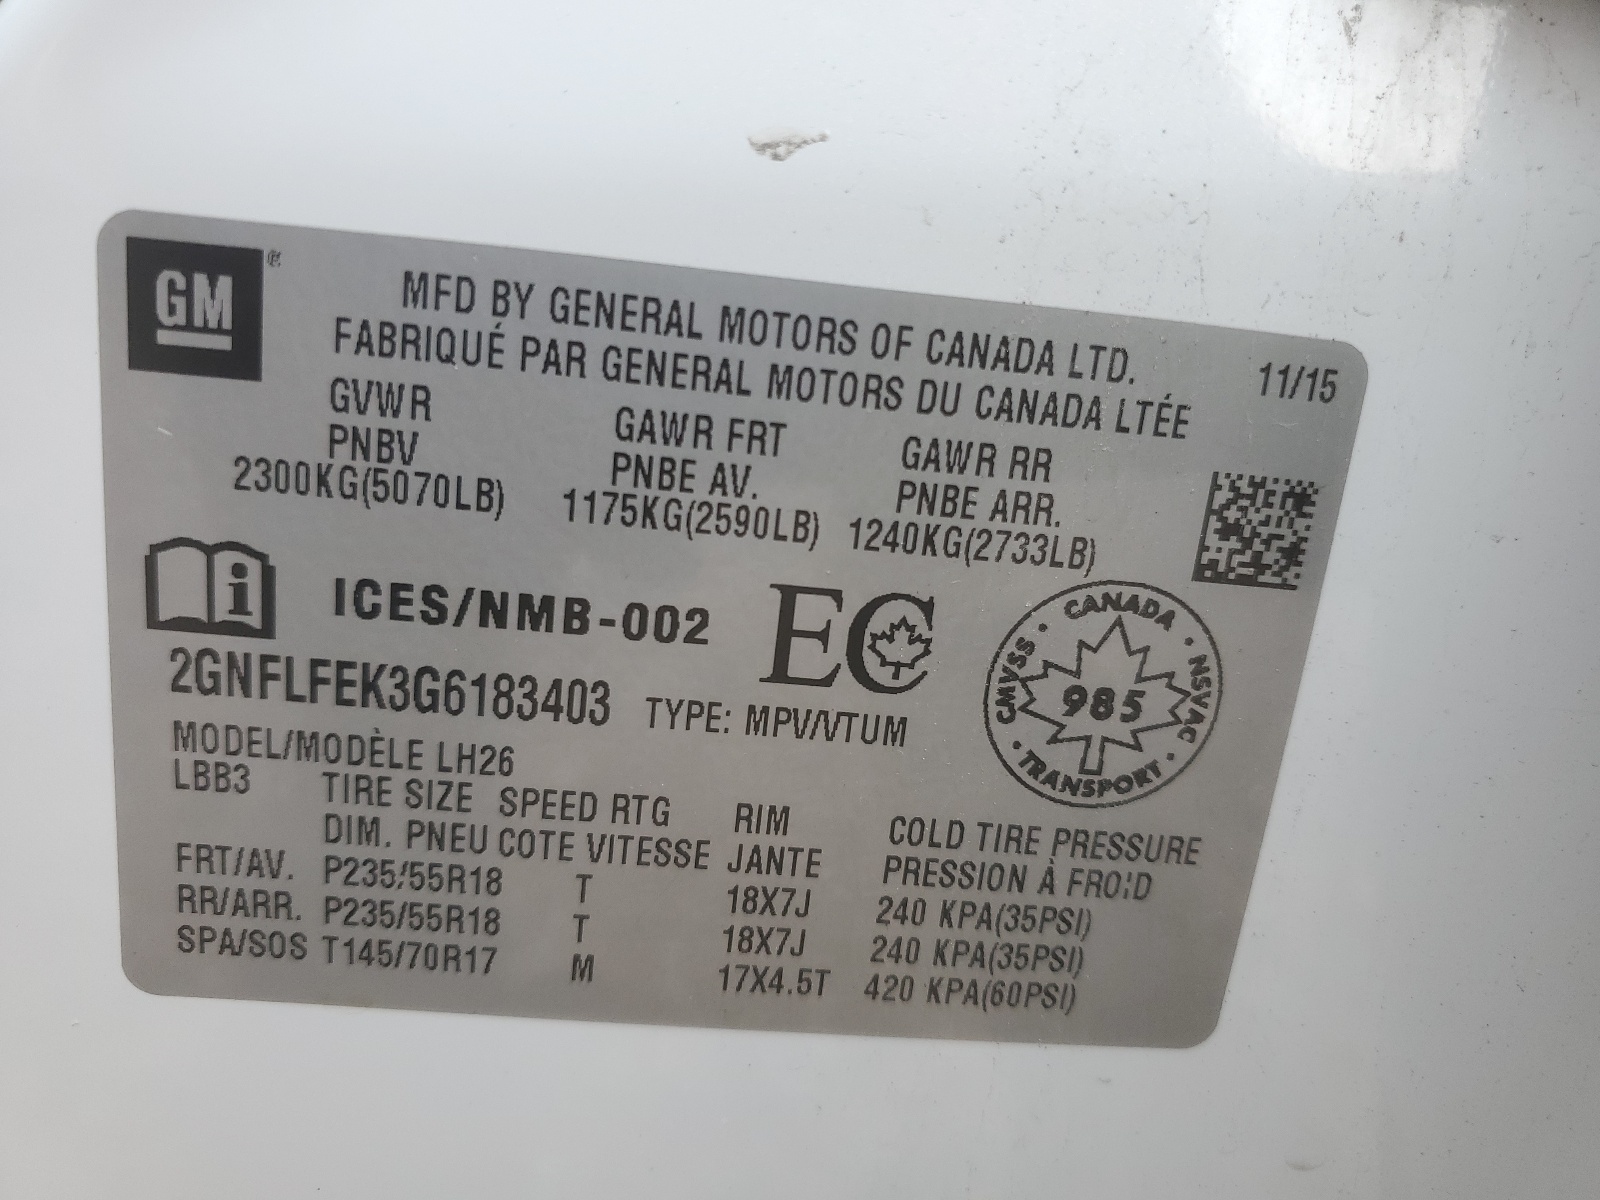 GM
MFD BY GENERAL MOTORS OF CANADA LTD.
FABRIQUÉ PAR GENERAL MOTORS DU CANADA LTÉE
11/15
GVWR
PNBV
2300KG(5070LB)
GAWR FRT
PNBE AV.
1175KG(2590LB)
GAWR RR
PNBE ARR.
1240KG(2733LB)
i
ICES/NMB-002
EC
CANADA · NSVAC · TRANSPORT · CMVSS ·
985
2GNFLFEK3G6183403
TYPE: MPV/VTUM
MODEL/MODÈLE LH26
LBB3 TIRE SIZE SPEED RTG RIM COLD TIRE PRESSURE
DIM. PNEU COTE VITESSE JANTE PRESSION À FROID
FRT/AV. P235/55R18 T 18X7J 240 KPA(35PSI)
RR/ARR. P235/55R18 T 18X7J 240 KPA(35PSI)
SPA/SOS T145/70R17 M 17X4.5T 420 KPA(60PSI)